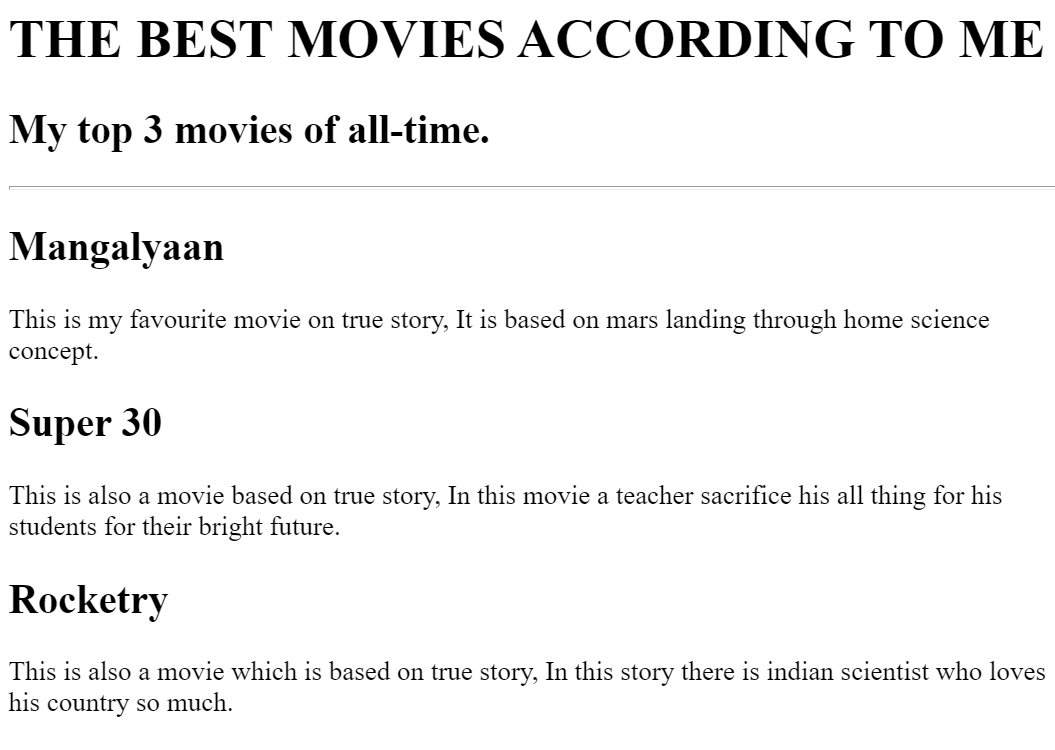 THE BEST MOVIES ACCORDING TO ME
My top 3 movies of all-time.
Mangalyaan
This is my favourite movie on true story, It is based on mars landing through home science
concept.
Super 30
This is also a movie based on true story, In this movie a teacher sacrifice his all thing for his
students for their bright future.
Rocketry
This is also a movie which is based on true story, In this story there is indian scientist who loves
his country so much.